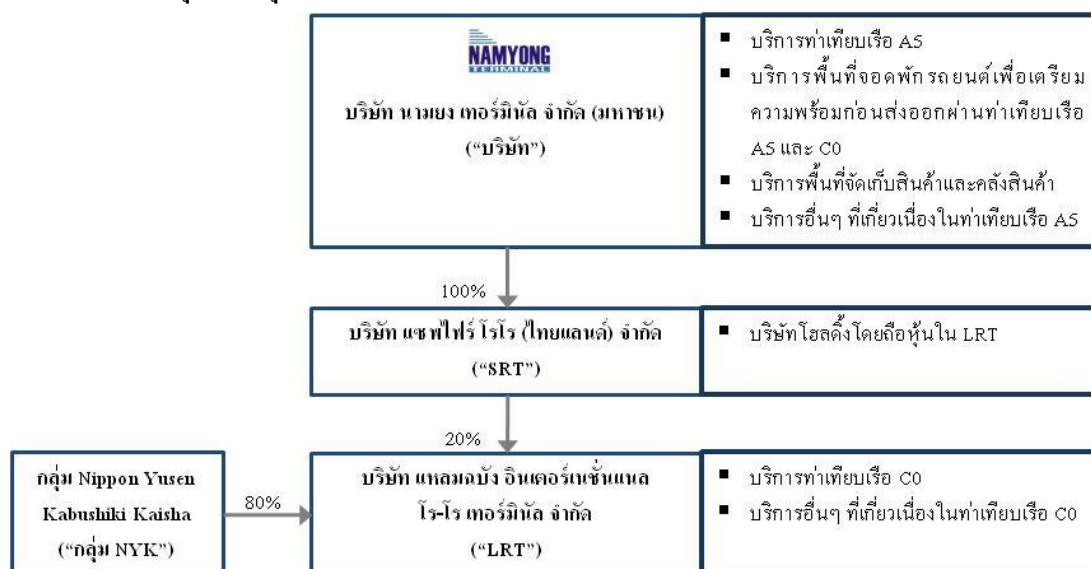 NAMYONG
TERMINAL
บริษัท นามยง เทอร์มินัล จำกัด (มหาชน)
(“บริษัท”)
▪ บริการท่าเทียบเรือ A5
▪ บริการพื้นที่จอดพักรถยนต์เพื่อเตรียม
ความพร้อมก่อนส่งออกผ่านท่าเทียบเรือ
A5 และ C0
▪ บริการพื้นที่จัดเก็บสินค้าและคลังสินค้า
▪ บริการอื่นๆ ที่เกี่ยวเนื่องในท่าเทียบเรือ A5
100%
บริษัท แซฟไฟร์ โรโร (ไทยแลนด์) จำกัด
(“SRT”)
▪ บริษัทโฮลดิ้งโดยถือหุ้นใน LRT
20%
กลุ่ม Nippon Yusen
Kabushiki Kaisha
(“กลุ่ม NYK”)
80%
บริษัท แหลมฉบัง อินเตอร์เนชั่นแนล
โร-โร เทอร์มินัล จำกัด
(“LRT”)
▪ บริการท่าเทียบเรือ C0
▪ บริการอื่นๆ ที่เกี่ยวเนื่องในท่าเทียบเรือ C0